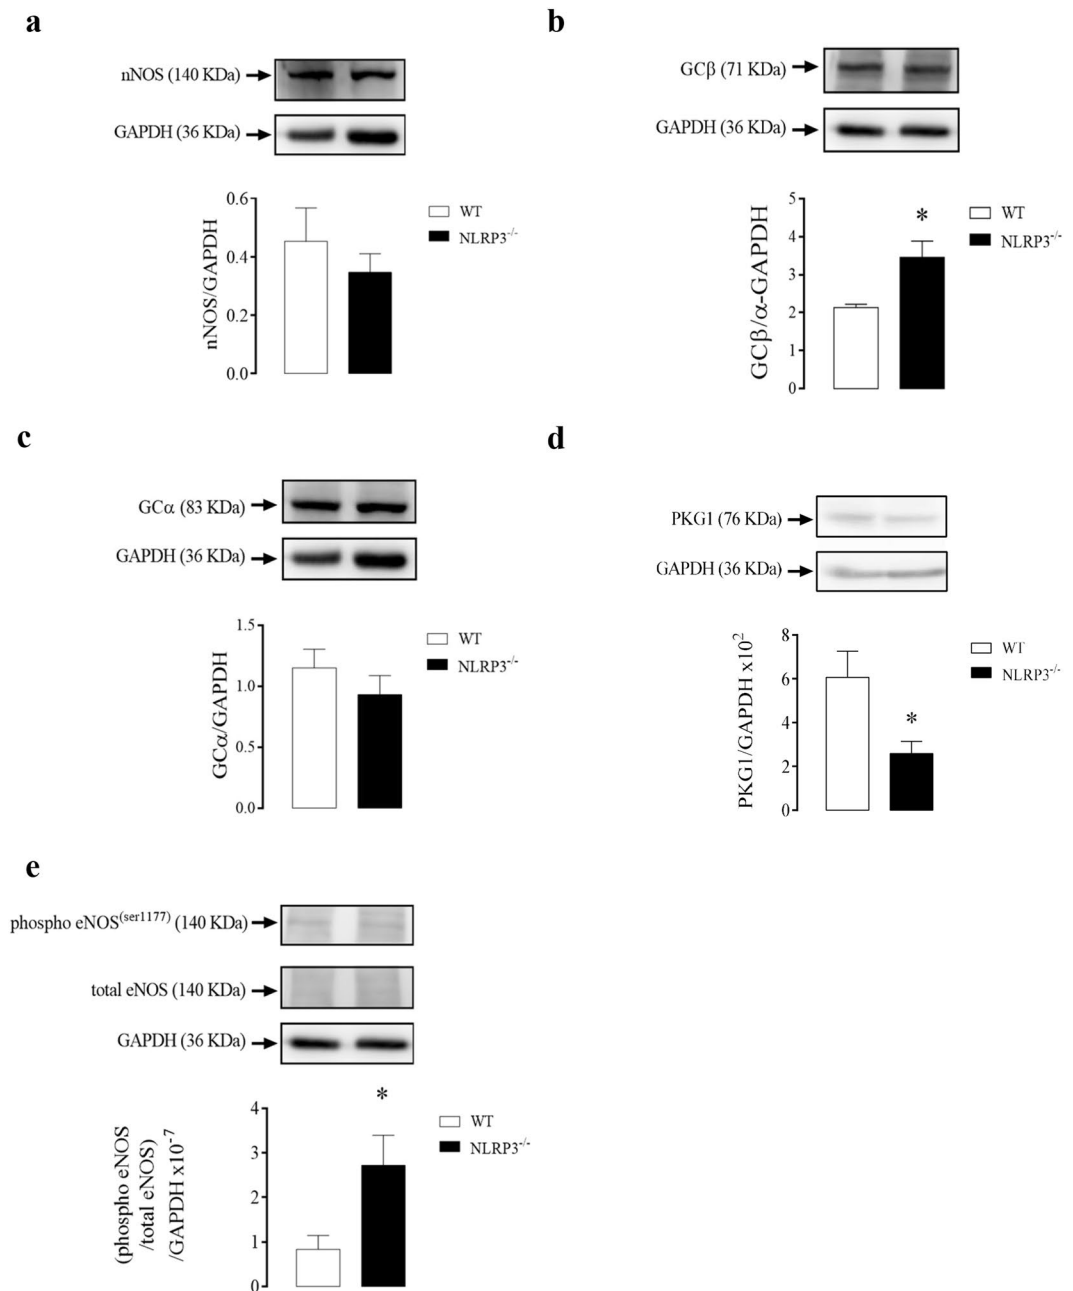 a
nNOS (140 KDa)
GAPDH (36 KDa)
nNOS/GAPDH
0.6
0.4
0.2
0.0
WT
NLRP3-/-
b
GCβ (71 KDa)
GAPDH (36 KDa)
GCβ/α-GAPDH
5
4
3
2
1
0
*
WT
NLRP3-/-
c
GCα (83 KDa)
GAPDH (36 KDa)
GCα/GAPDH
1.5
1.0
0.5
0.0
WT
NLRP3-/-
d
PKG1 (76 KDa)
GAPDH (36 KDa)
PKG1/GAPDH x10²
8
6
4
2
0
*
WT
NLRP3-/-
e
phospho eNOS(ser1177) (140 KDa)
total eNOS (140 KDa)
GAPDH (36 KDa)
(phospho eNOS
/total eNOS)
/GAPDH x10-7
4
3
2
1
0
*
WT
NLRP3-/-